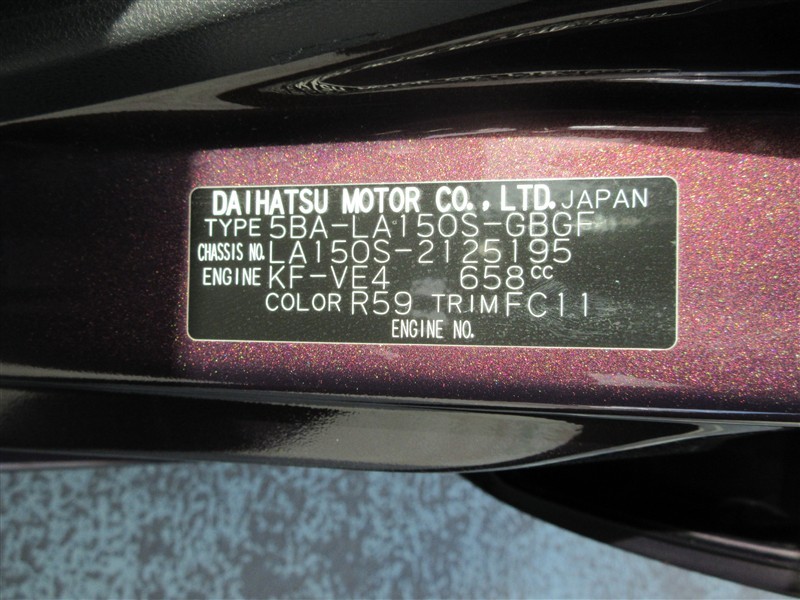 DAIHATSU MOTOR CO., LTD. JAPAN
TYPE 5BA-LA150S-GBGF
CHASSIS NO. LA150S-2125195
ENGINE KF-VE4 658cc
COLOR R59 TRIM FC11
ENGINE NO.